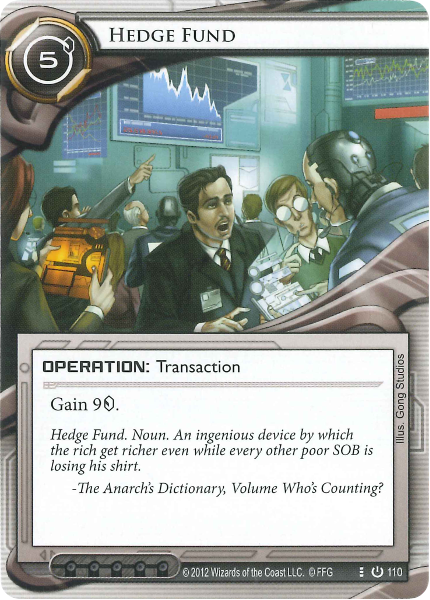 Hedge Fund
5
OPERATION: Transaction
Gain 9.
Hedge Fund. Noun. An ingenious device by which
the rich get richer even while every other poor SOB is
losing his shirt.
-The Anarch's Dictionary, Volume Who's Counting?
Illus. Gong Studios
© 2012 Wizards of the Coast LLC. © FFG
110